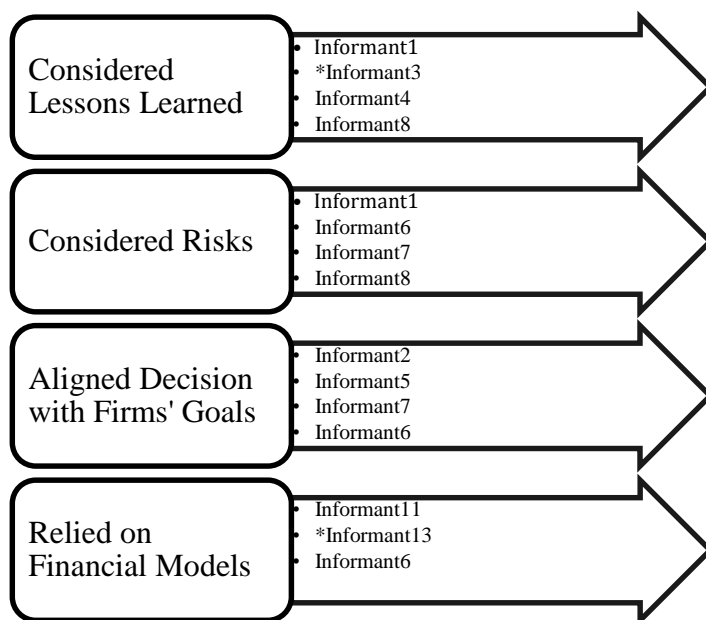 Considered
Lessons Learned
• Informant1
• *Informant3
• Informant4
• Informant8
Considered Risks
• Informant1
• Informant6
• Informant7
• Informant8
Aligned Decision
with Firms' Goals
• Informant2
• Informant5
• Informant7
• Informant6
Relied on
Financial Models
• Informant11
• *Informant13
• Informant6